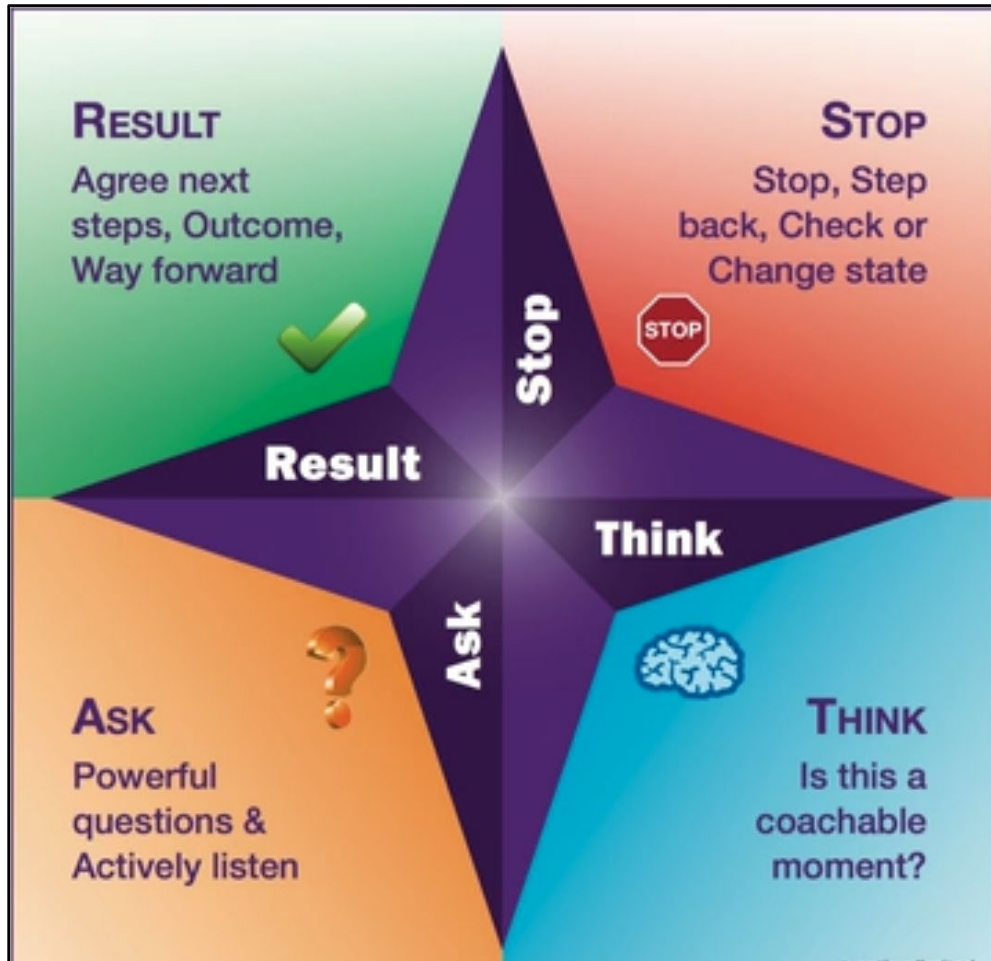 RESULT
Agree next
steps, Outcome,
Way forward
STOP
Stop, Step
back, Check or
Change state
STOP
Stop
Result
Think
Ask
ASK
Powerful
questions &
Actively listen
THINK
Is this a
coachable
moment?